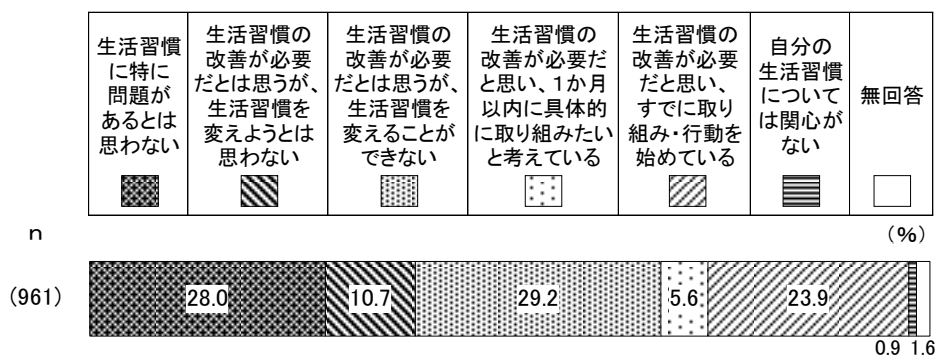 生活習慣
に特に
問題が
あるとは
思わない
生活習慣の
改善が必要
だとは思うが、
生活習慣を
変えようとは
思わない
生活習慣の
改善が必要
だとは思うが、
生活習慣を
変えることが
できない
生活習慣の
改善が必要だ
と思い、1か月
以内に具体的
に取り組みたい
と考えている
生活習慣の
改善が必要
だと思い、
すでに取り
組み・行動を
始めている
自分の
生活習慣
については
関心が
ない
無回答
n
(%)
(961)
28.0
10.7
29.2
5.6
23.9
0.9
1.6